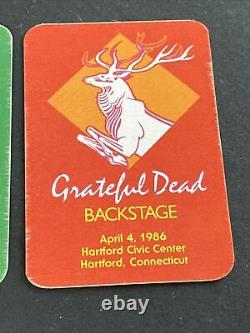 Grateful Dead
BACKSTAGE
April 4, 1986
Hartford Civic Center
Hartford, Connecticut